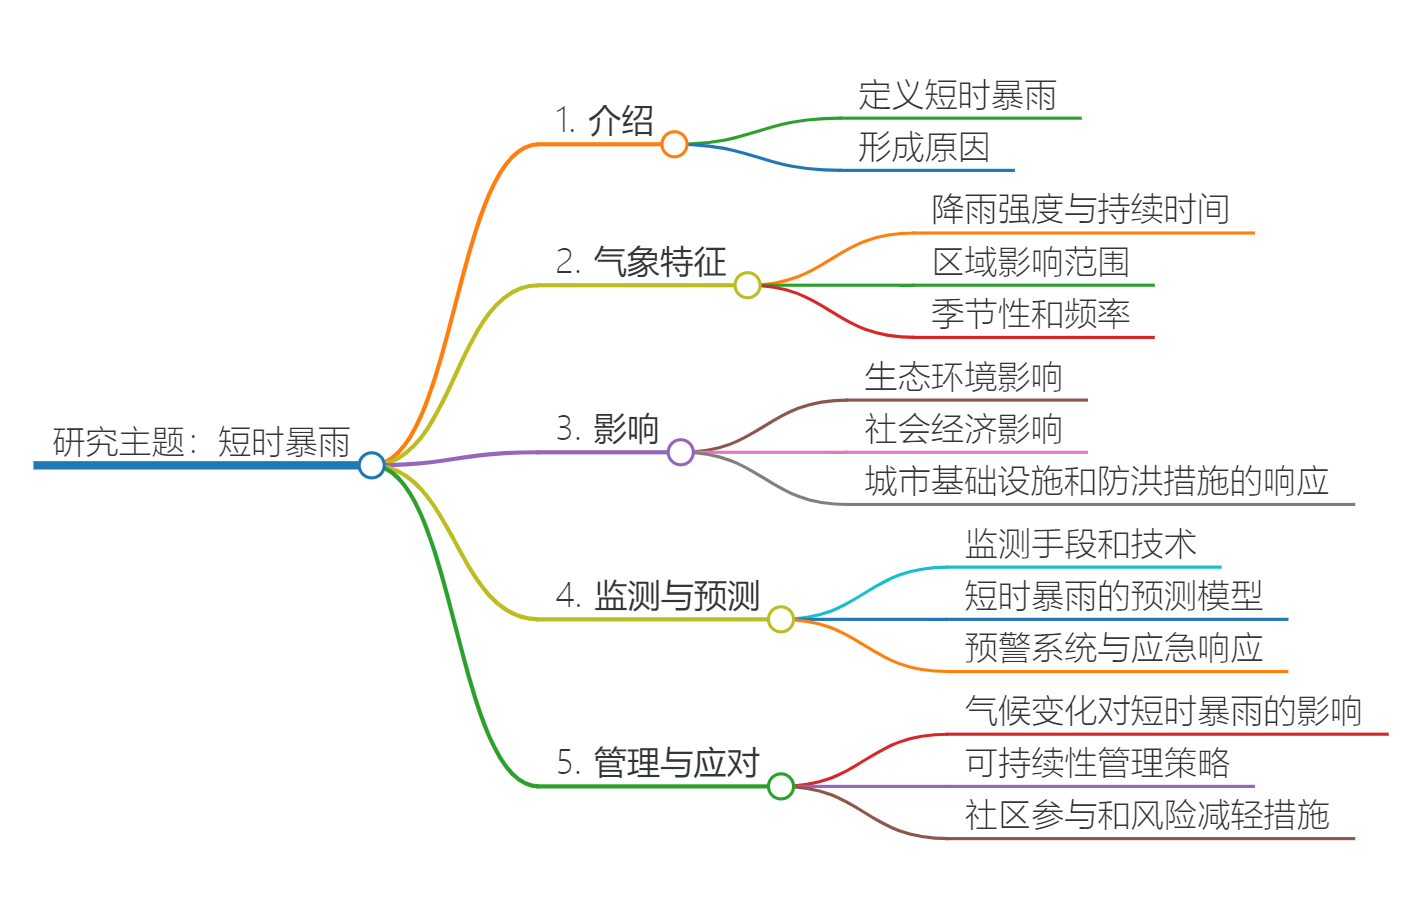 研究主题：短时暴雨
1. 介绍
定义短时暴雨
形成原因
2. 气象特征
降雨强度与持续时间
区域影响范围
季节性和频率
3. 影响
生态环境影响
社会经济影响
城市基础设施和防洪措施的响应
4. 监测与预测
监测手段和技术
短时暴雨的预测模型
预警系统与应急响应
5. 管理与应对
气候变化对短时暴雨的影响
可持续性管理策略
社区参与和风险减轻措施